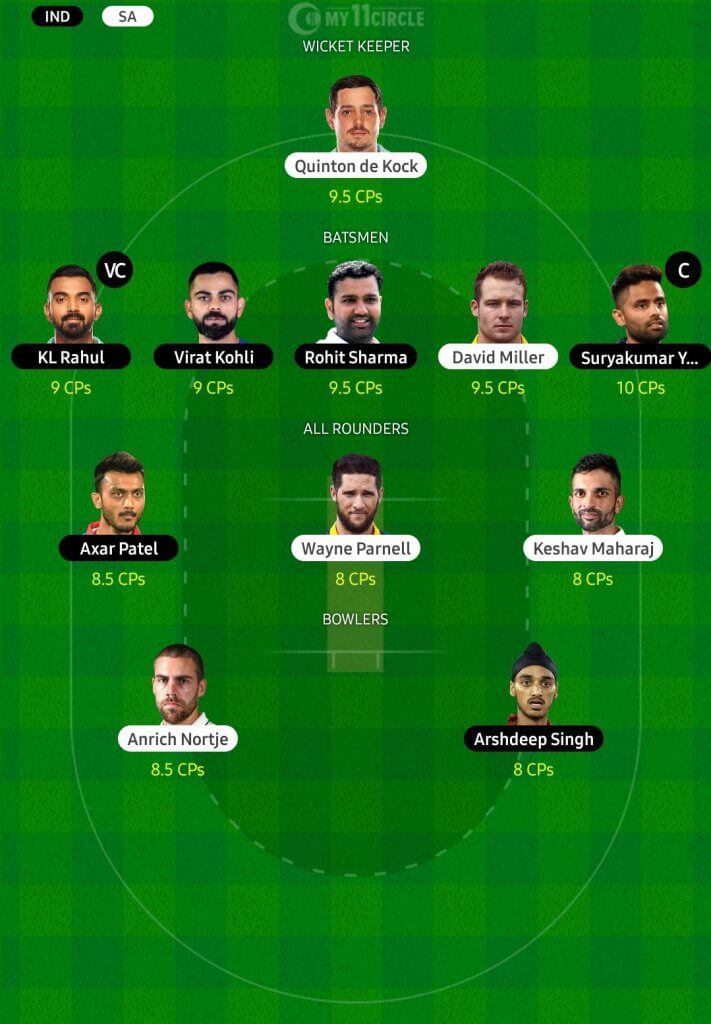 IND
SA
MY11CIRCLE
WICKET KEEPER
Quinton de Kock
9.5 CPs
BATSMEN
VC
C
KL Rahul
Virat Kohli
Rohit Sharma
David Miller
Suryakumar Y...
9 CPs
9 CPs
9.5 CPs
9.5 CPs
10 CPs
ALL ROUNDERS
Axar Patel
Wayne Parnell
Keshav Maharaj
8.5 CPs
8 CPs
8 CPs
BOWLERS
Anrich Nortje
Arshdeep Singh
8.5 CPs
8 CPs